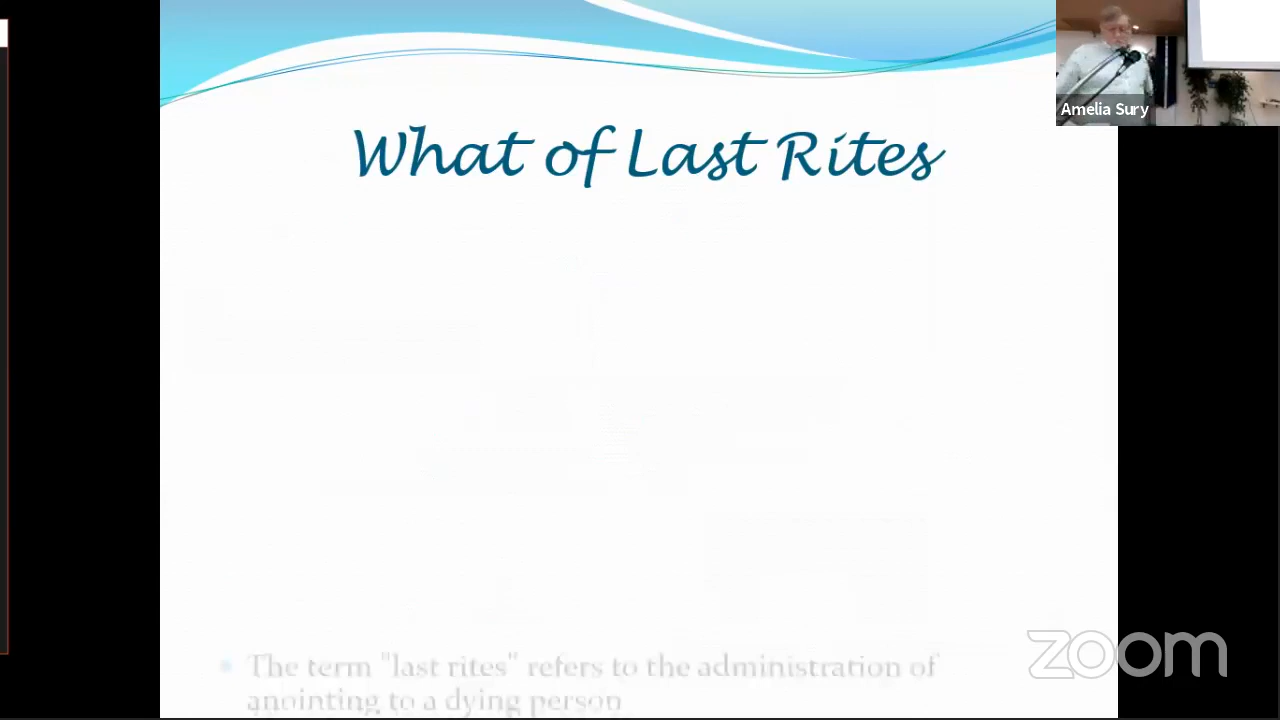 What of Last Rites
Amelia Sury
The term "last rites" refers to the administration of
anointing to a dying person
zoom